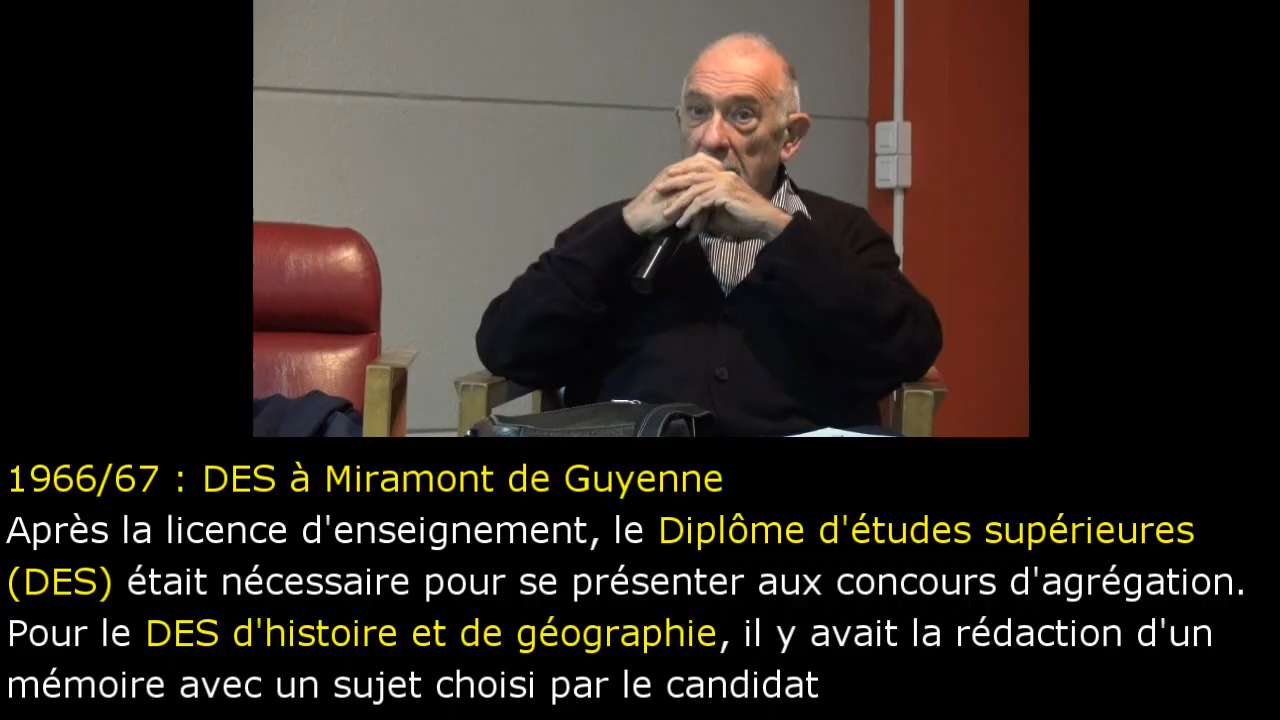 1966/67 : DES à Miramont de Guyenne
Après la licence d'enseignement, le Diplôme d'études supérieures
(DES) était nécessaire pour se présenter aux concours d'agrégation.
Pour le DES d'histoire et de géographie, il y avait la rédaction d'un
mémoire avec un sujet choisi par le candidat